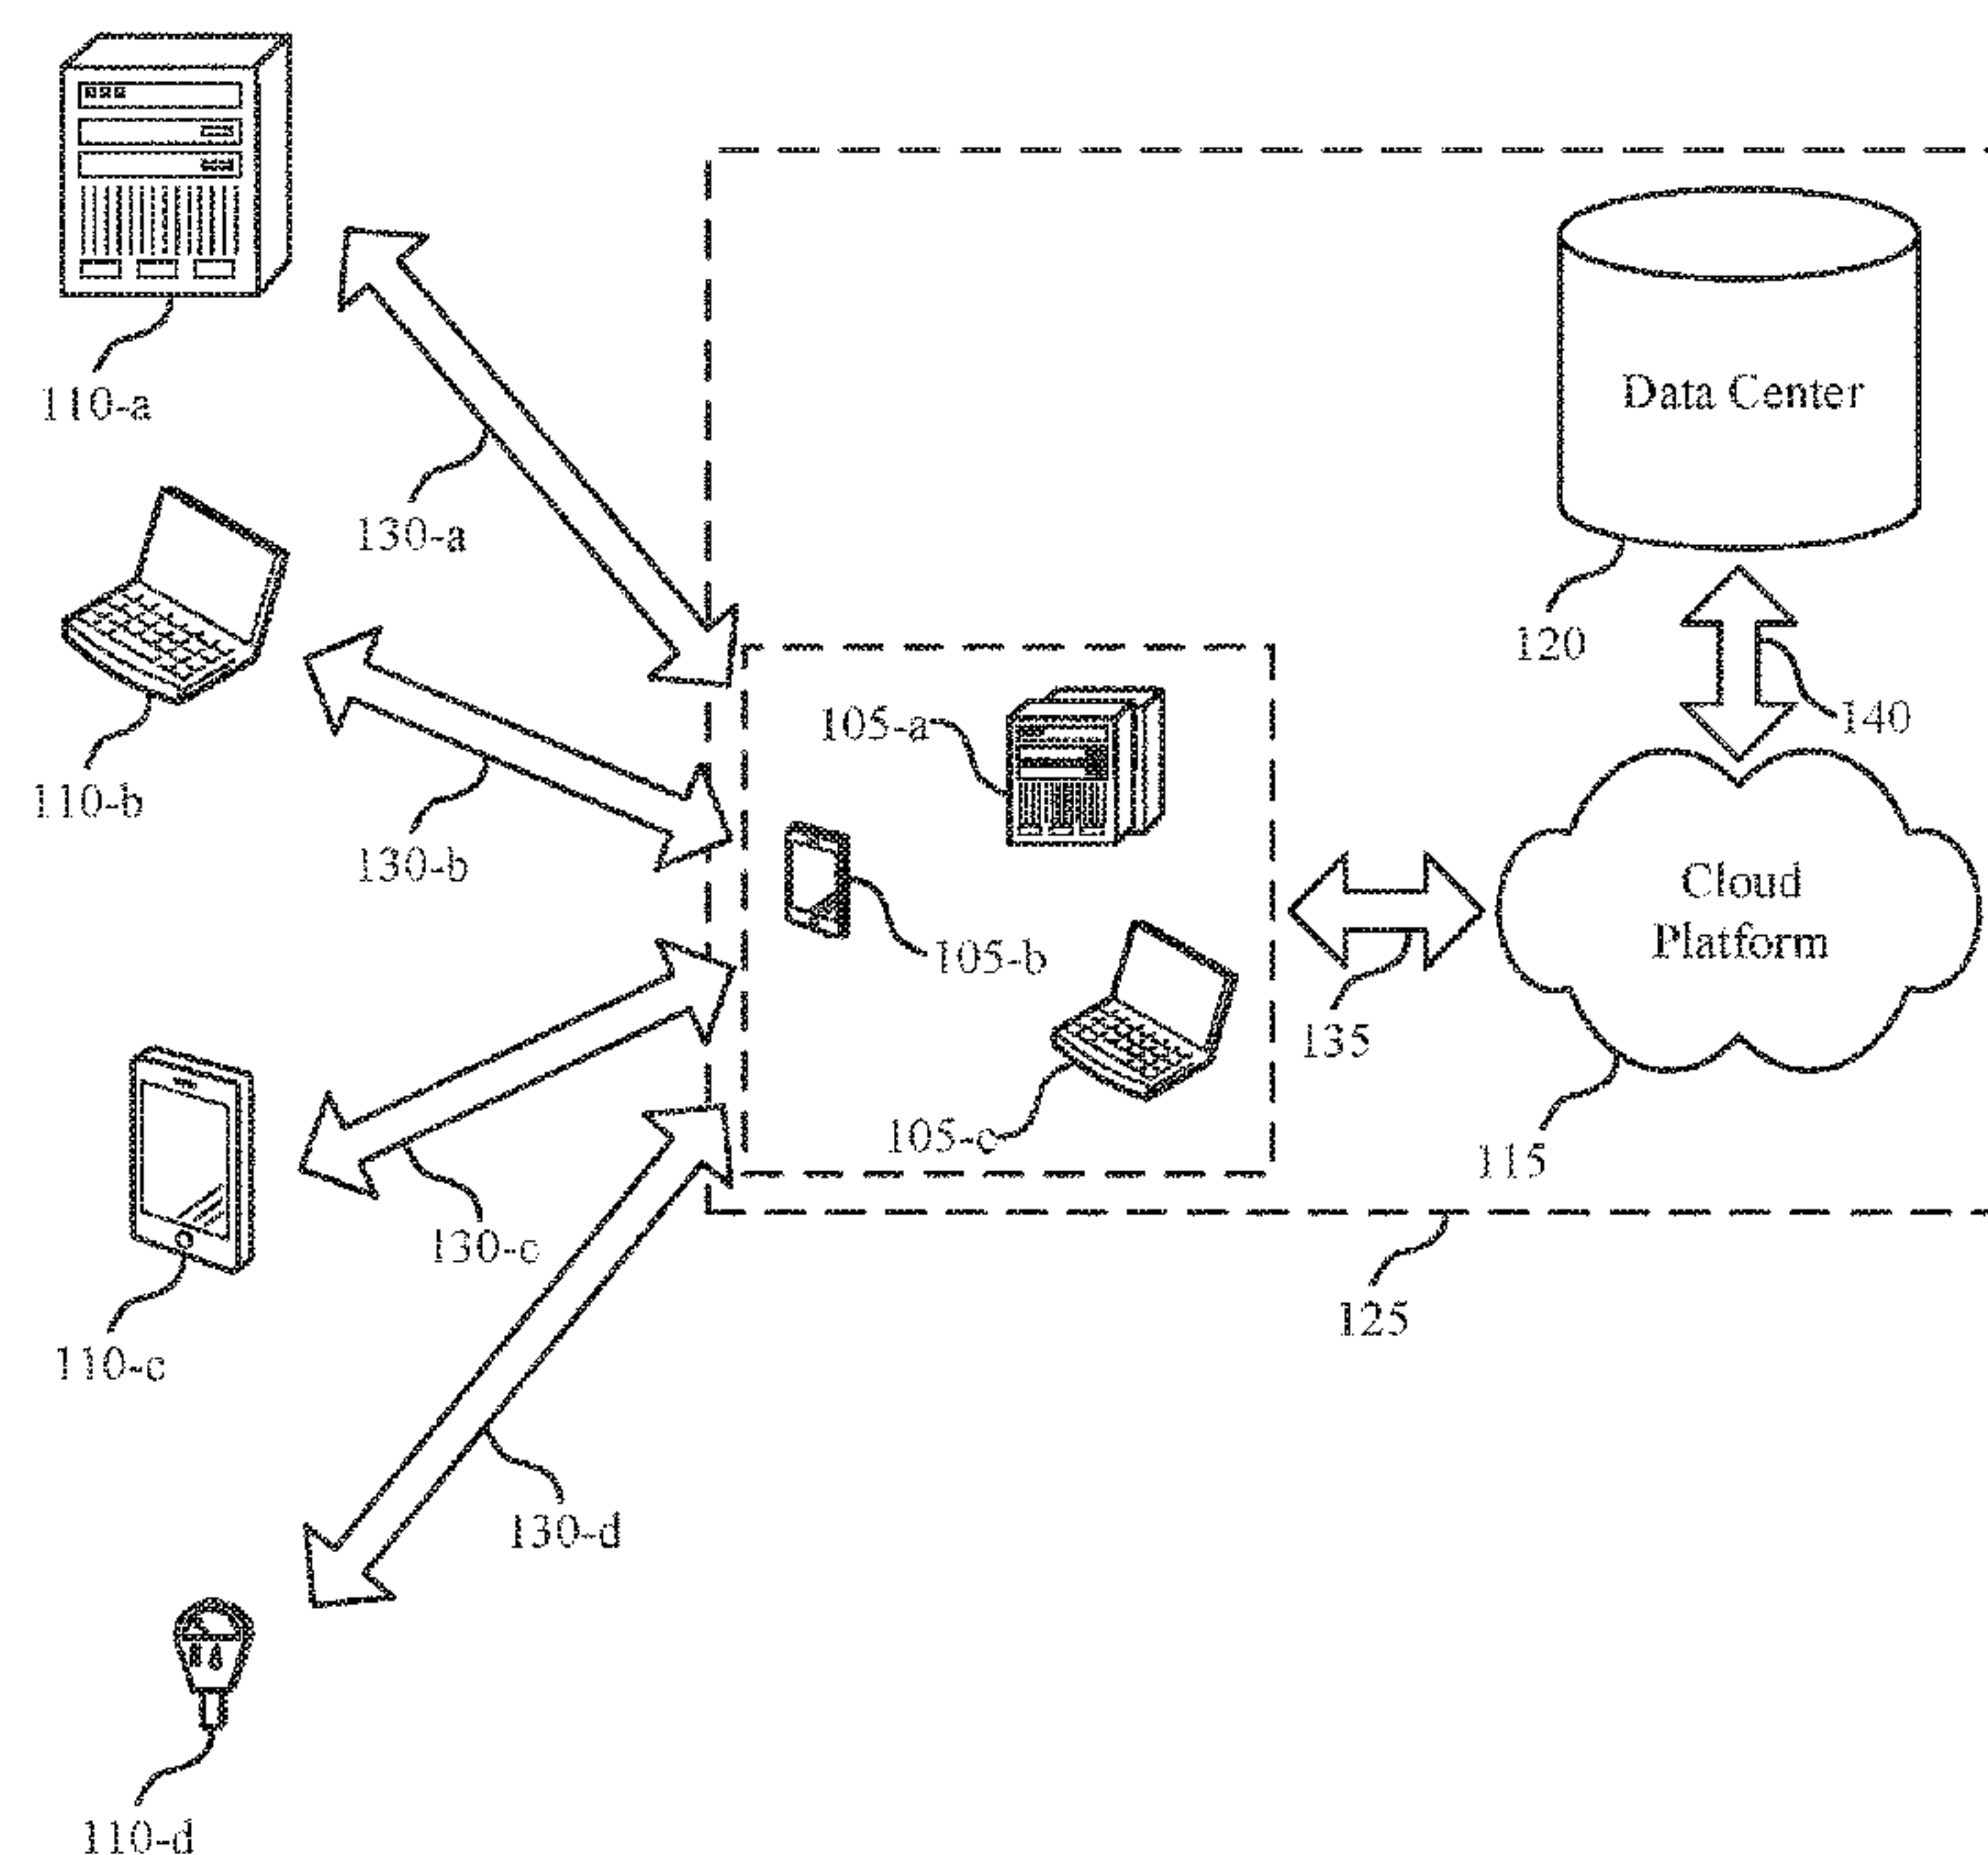 110-a
130-a
Data Center
120
140
110-b
130-b
105-a
105-b
105-c
135
Cloud
Platform
115
110-c
130-c
125
130-d
110-d